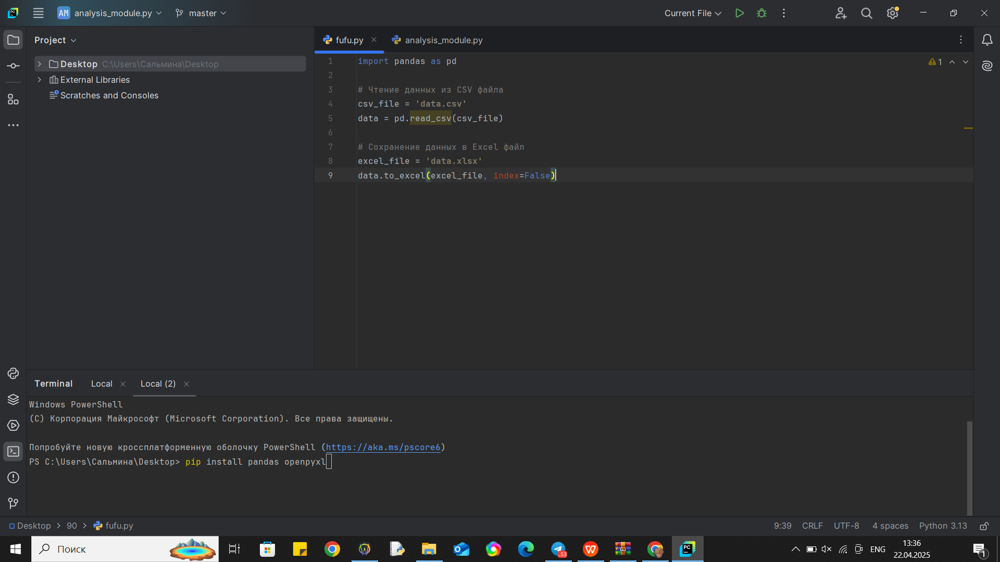 AM analysis_module.py master Current File
Project
fufu.py analysis_module.py
Desktop C:\Users\Сальмина\Desktop
External Libraries
Scratches and Consoles
1 import pandas as pd
2
3 # Чтение данных из CSV файла
4 csv_file = 'data.csv'
5 data = pd.read_csv(csv_file)
6
7 # Сохранение данных в Excel файл
8 excel_file = 'data.xlsx'
9 data.to_excel(excel_file, index=False)
1
Terminal Local Local (2)
Windows PowerShell
(C) Корпорация Майкрософт (Microsoft Corporation). Все права защищены.
Попробуйте новую кроссплатформенную оболочку PowerShell (https://aka.ms/pscore6)
PS C:\Users\Сальмина\Desktop> pip install pandas openpyxl
Desktop > 90 > fufu.py 9:39 CRLF UTF-8 4 spaces Python 3.13
Поиск
..53
ENG
13:36
22.04.2025
1